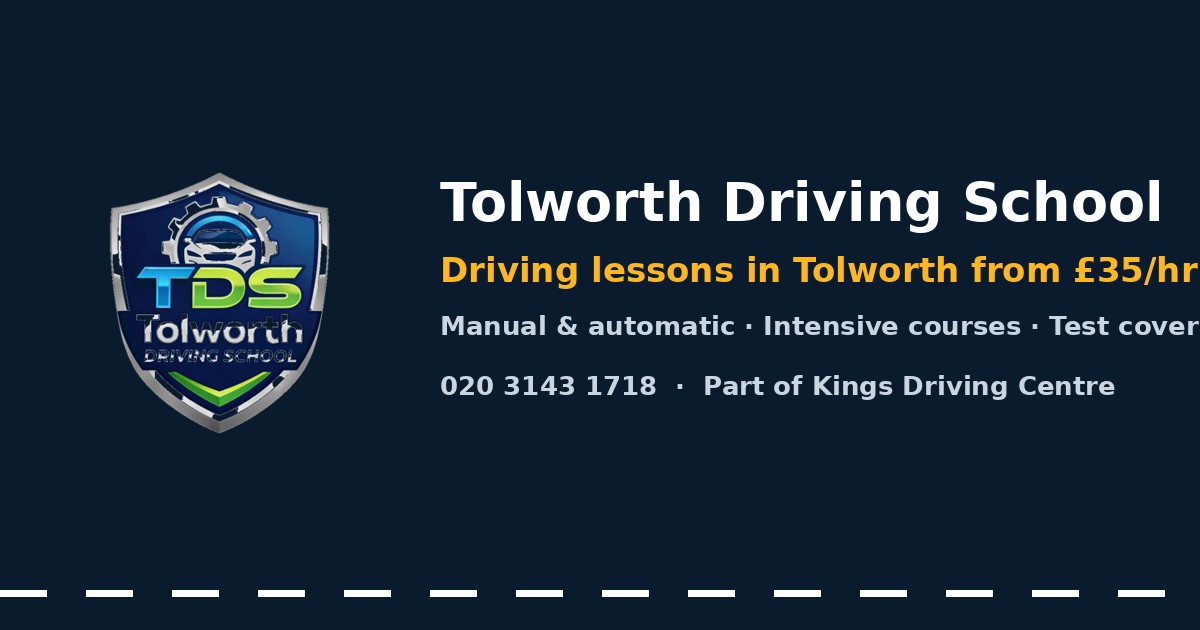 TDS
Tolworth
DRIVING SCHOOL
Tolworth Driving School
Driving lessons in Tolworth from £35/hr
Manual & automatic · Intensive courses · Test cover
020 3143 1718 · Part of Kings Driving Centre